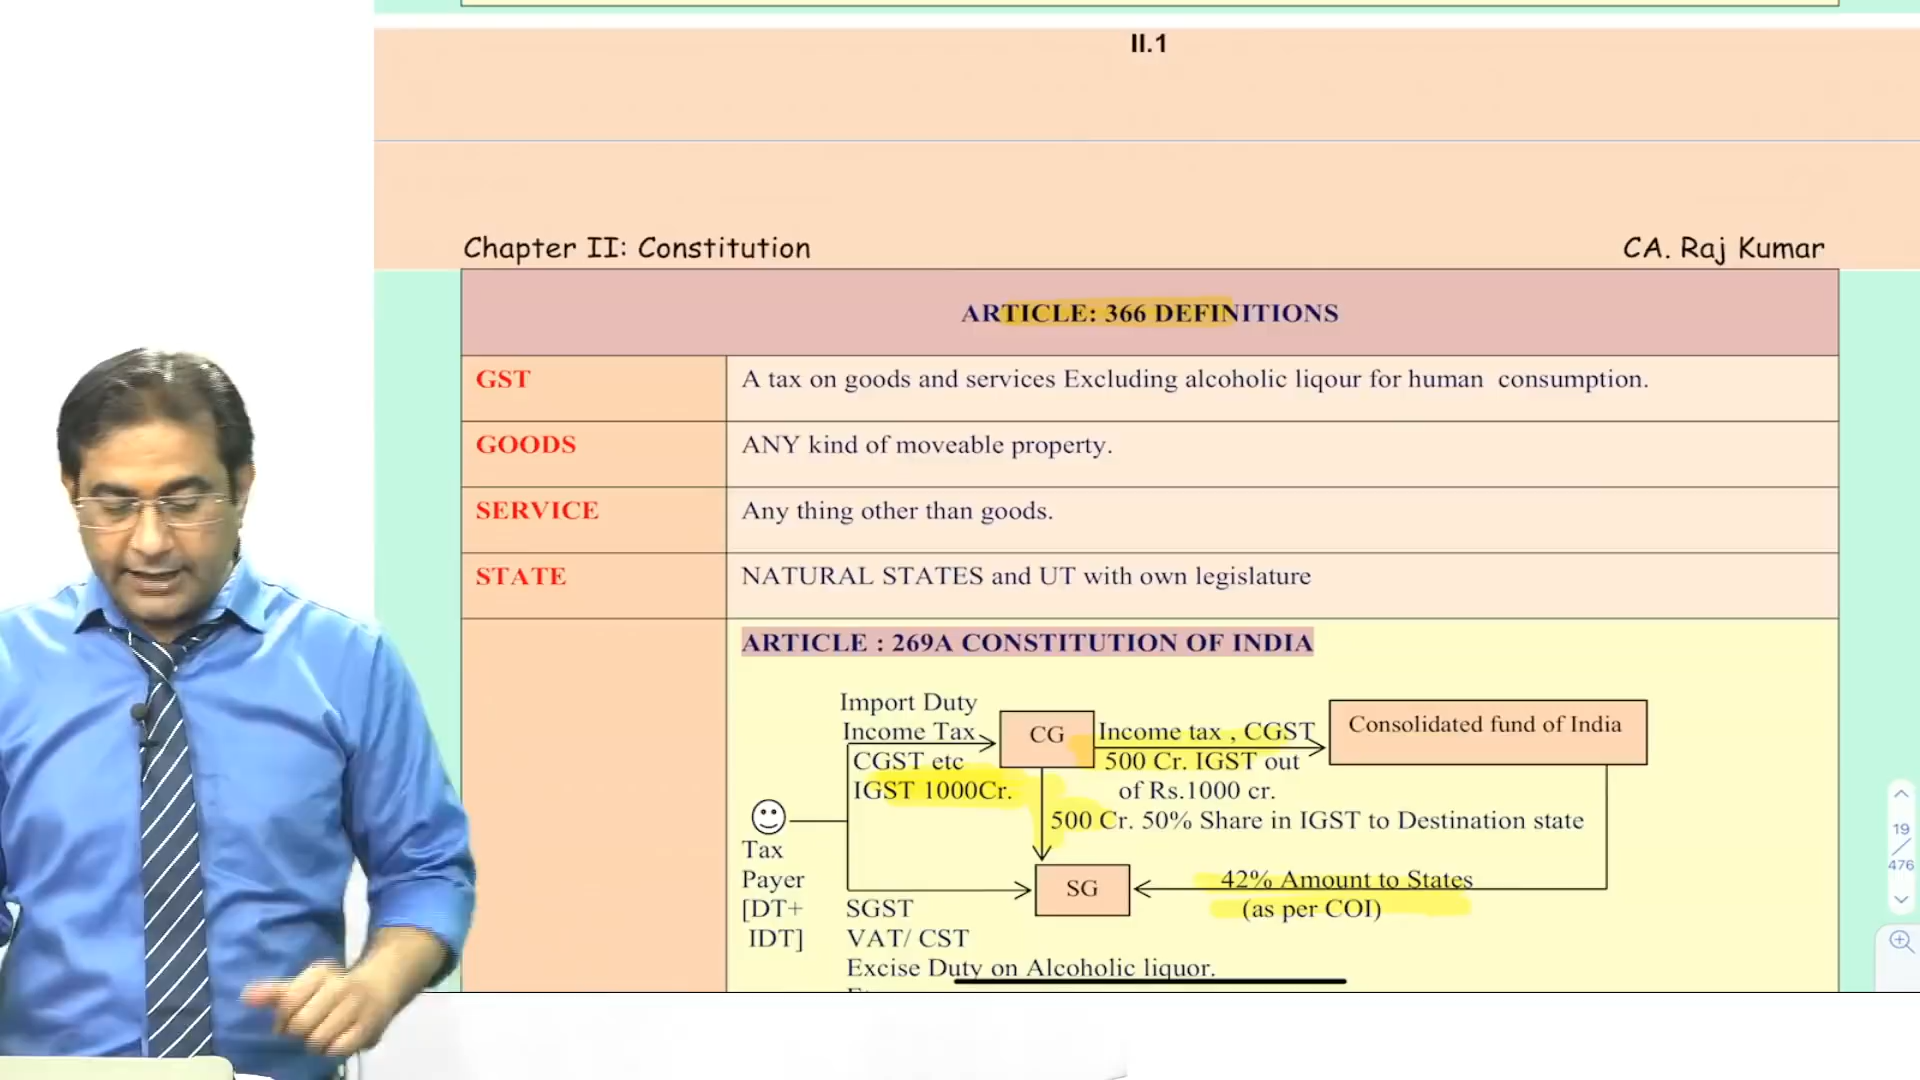 II.1
Chapter II: Constitution
CA. Raj Kumar
ARTICLE: 366 DEFINITIONS
GST
A tax on goods and services Excluding alcoholic liqour for human consumption.
GOODS
ANY kind of moveable property.
SERVICE
Any thing other than goods.
STATE
NATURAL STATES and UT with own legislature
ARTICLE : 269A CONSTITUTION OF INDIA
Import Duty
Income Tax
CGST etc
IGST 1000Cr.
CG
Income tax , CGST
500 Cr. IGST out
of Rs.1000 cr.
Consolidated fund of India
500 Cr. 50% Share in IGST to Destination state
Tax
Payer
[DT+
IDT]
SG
42% Amount to States
(as per COI)
SGST
VAT/ CST
Excise Duty on Alcoholic liquor.
19
476